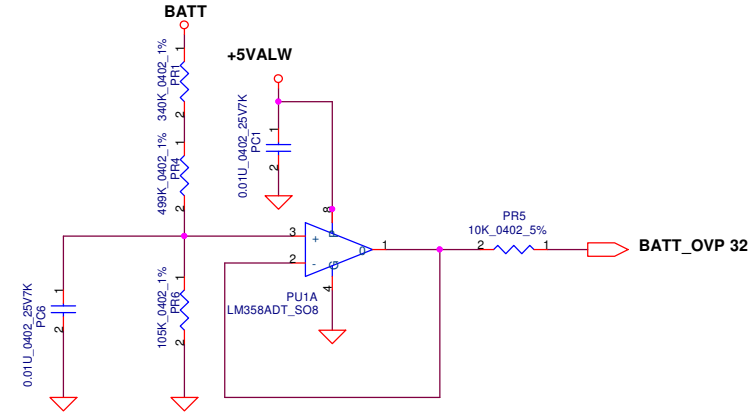 BATT
+5VALW
1
340K_0402_1%
PR1
2
1
499K_0402_1%
PR4
2
0.01U_0402_25V7K
PC1
1
2
8
P
3
+
2
-
G
0
1
4
PU1A
LM358ADT_SO8
PR5
10K_0402_5%
2
1
BATT_OVP 32
0.01U_0402_25V7K
PC6
1
2
105K_0402_1%
PR6
1
2